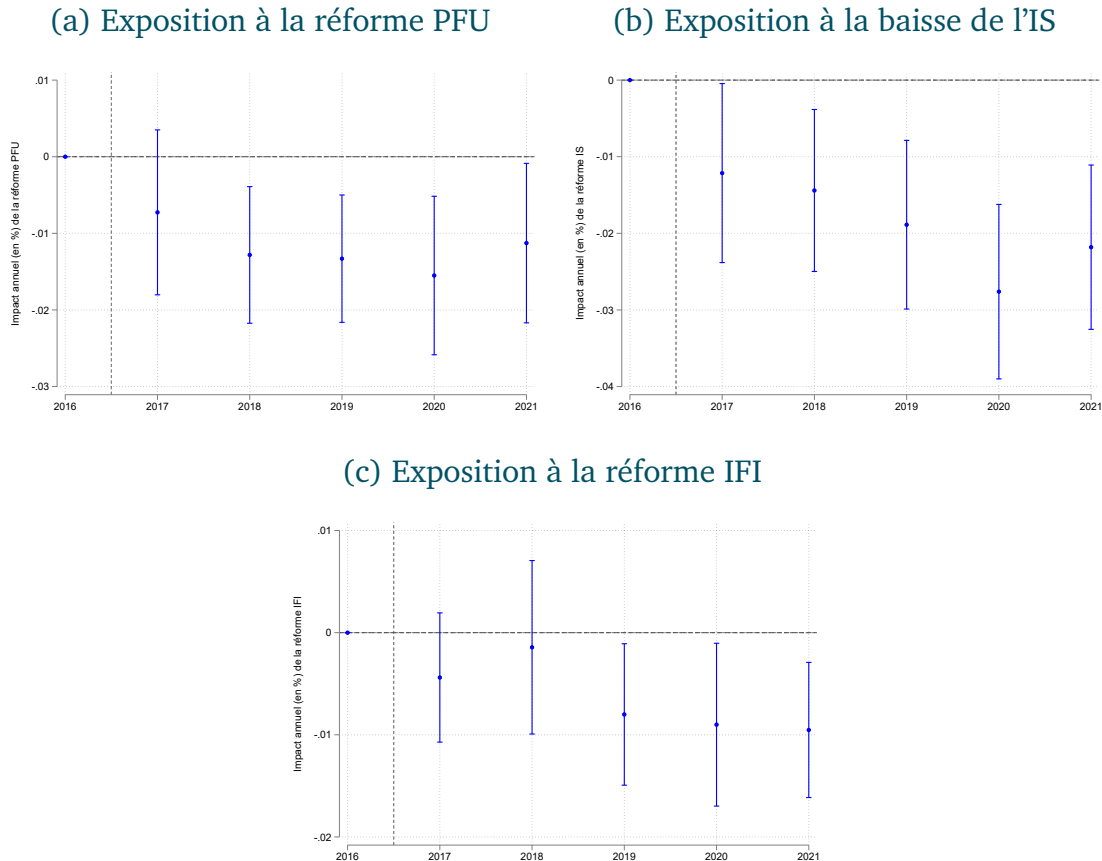 (a) Exposition à la réforme PFU
Impact annuel (en %) de la réforme PFU
.01
0
-.01
-.02
-.03
2016 2017 2018 2019 2020 2021
(b) Exposition à la baisse de l'IS
Impact annuel (en %) de la réforme IS
0
-.01
-.02
-.03
-.04
2016 2017 2018 2019 2020 2021
(c) Exposition à la réforme IFI
Impact annuel (en %) de la réforme IFI
.01
0
-.01
-.02
2016 2017 2018 2019 2020 2021